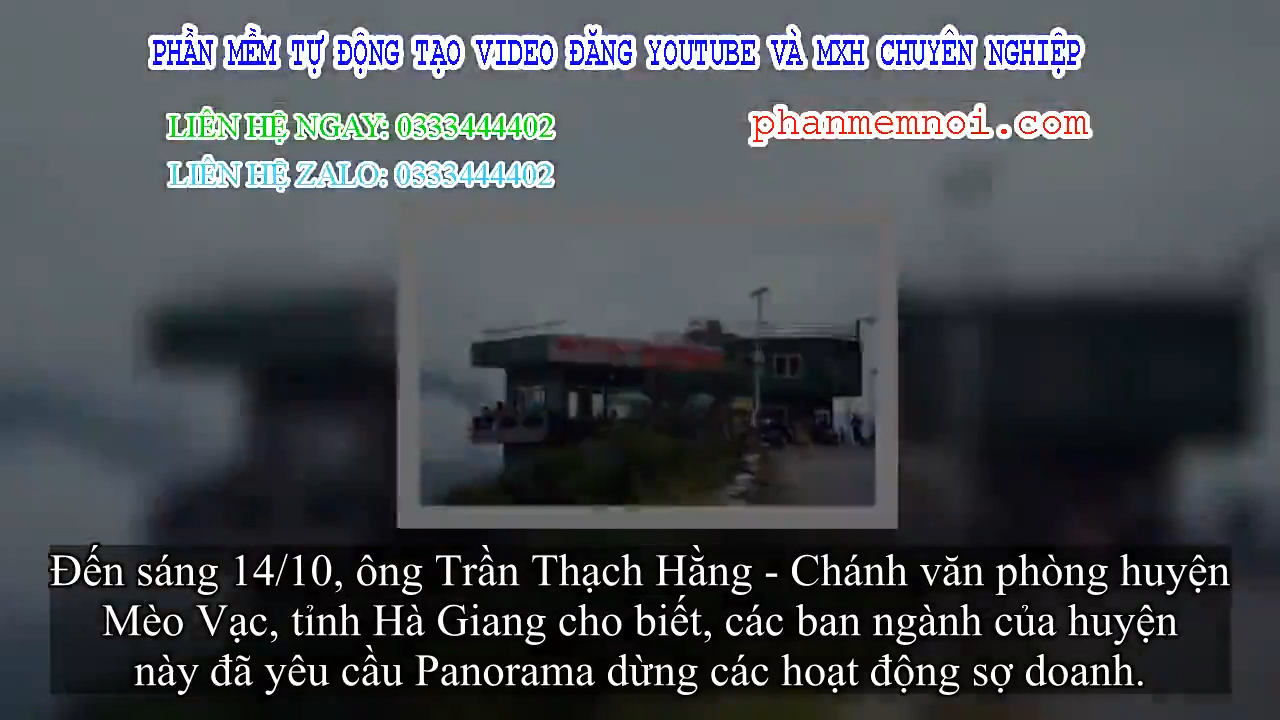 PHẦN MỀM TỰ ĐỘNG TẠO VIDEO ĐĂNG YOUTUBE VÀ MXH CHUYÊN NGHIỆP
LIÊN HỆ NGAY: 0333444402
phanmemnoi.com
LIÊN HỆ ZALO: 0333444402
Đến sáng 14/10, ông Trần Thạch Hằng - Chánh văn phòng huyện
Mèo Vạc, tỉnh Hà Giang cho biết, các ban ngành của huyện
này đã yêu cầu Panorama dừng các hoạt động sợ doanh.